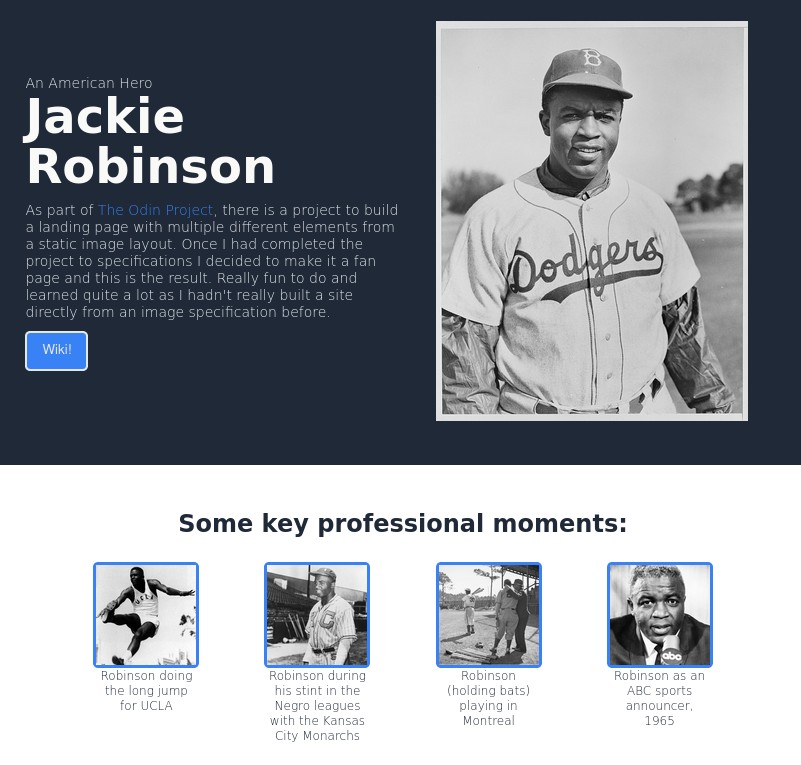 An American Hero
Jackie
Robinson
As part of The Odin Project, there is a project to build
a landing page with multiple different elements from
a static image layout. Once I had completed the
project to specifications I decided to make it a fan
page and this is the result. Really fun to do and
learned quite a lot as I hadn't really built a site
directly from an image specification before.
Wiki!
B
Dodgers
Some key professional moments:
UCLA
C
abc
Robinson doing
the long jump
for UCLA
Robinson during
his stint in the
Negro leagues
with the Kansas
City Monarchs
Robinson
(holding bats)
playing in
Montreal
Robinson as an
ABC sports
announcer,
1965